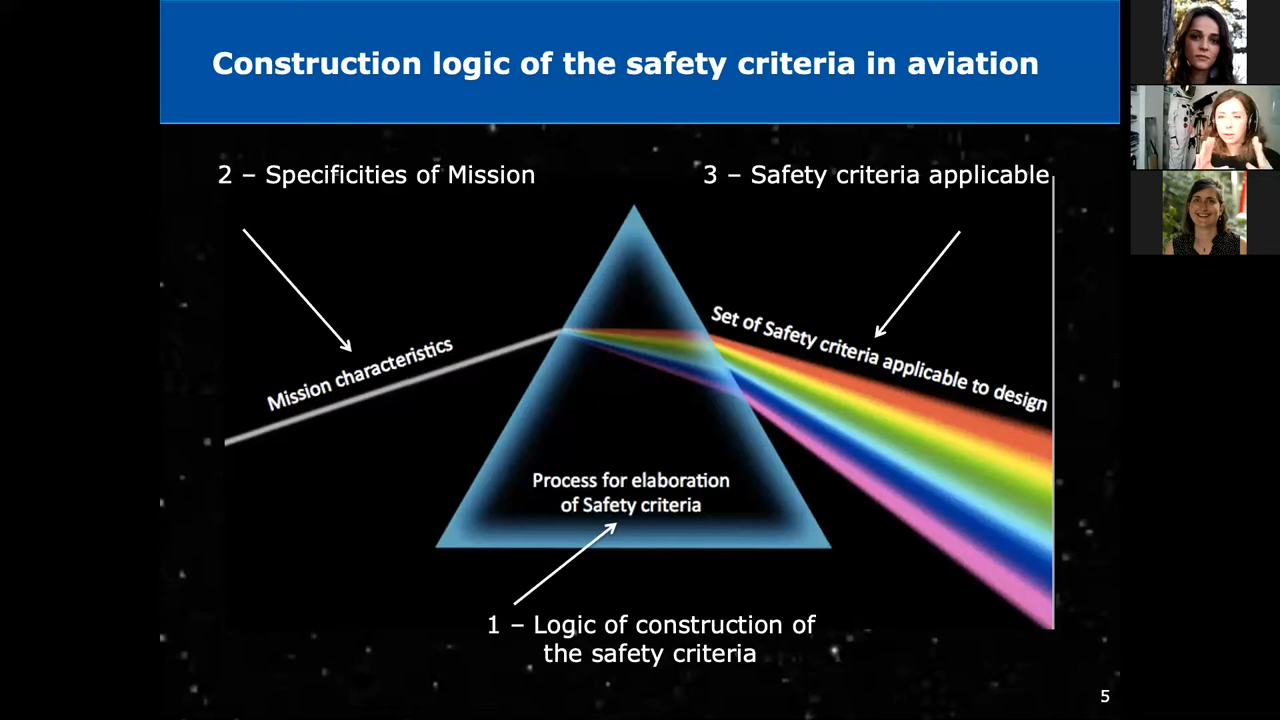 Construction logic of the safety criteria in aviation
2 – Specificities of Mission
3 – Safety criteria applicable
Mission characteristics
Set of Safety criteria applicable to design
Process for elaboration
of Safety criteria
1 – Logic of construction of
the safety criteria
5